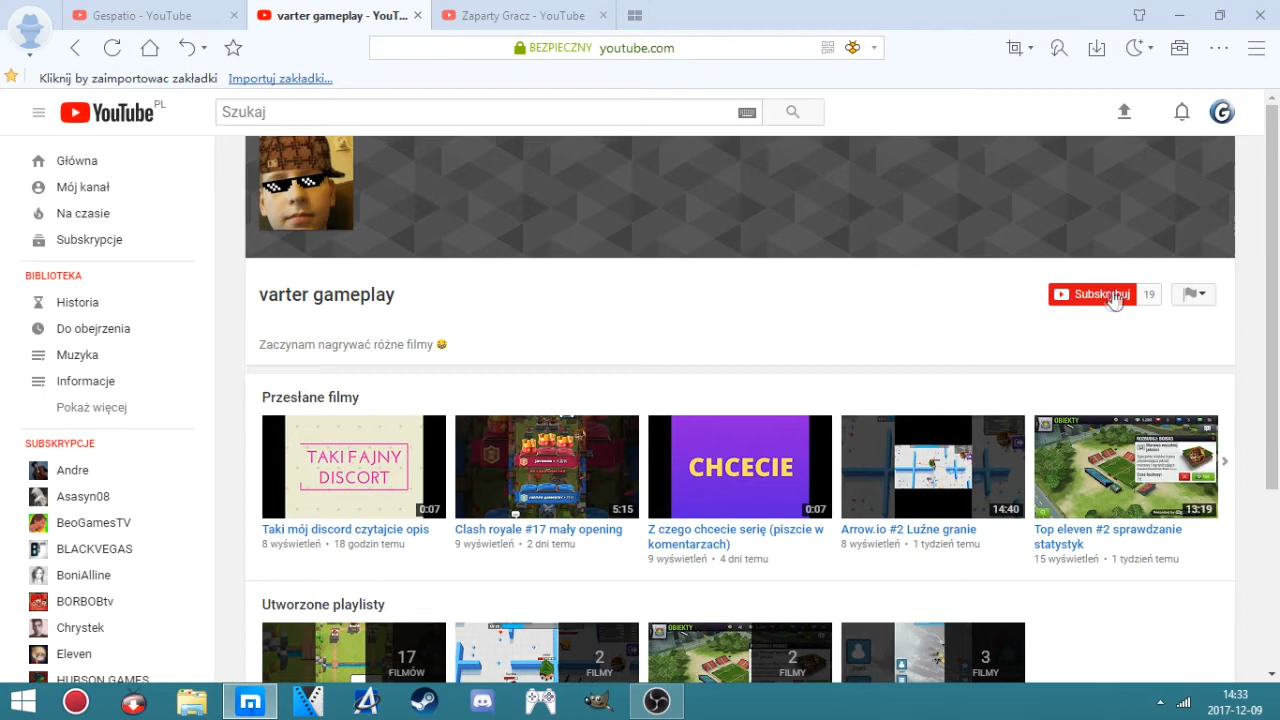 Gespatio - YouTube
varter gameplay - YouT...
Zaparty Gracz - YouTube
BEZPIECZNY youtube.com
Kliknij by zaimportowac zakładki
Importuj zakładki...
YouTube PL
Szukaj
Główna
Mój kanał
Na czasie
Subskrypcje
BIBLIOTEKA
Historia
Do obejrzenia
Muzyka
Informacje
Pokaż więcej
SUBSKRYPCJE
Andre
Asasyn08
BeoGamesTV
BLACKVEGAS
BoniAlline
BORBOBtv
Chrystek
Eleven
varter gameplay
Subskrybuj 19
Zaczynam nagrywać różne filmy 😂
Przesłane filmy
TAKI FAJNY
DISCORT
0:07
Taki mój discord czytajcie opis
8 wyświetleń • 18 godzin temu
5:15
Clash royale #17 mały opening
9 wyświetleń • 2 dni temu
CHCECIE
0:07
Z czego chcecie serię (piszcie w
komentarzach)
9 wyświetleń • 4 dni temu
14:40
Arrow.io #2 Luźne granie
8 wyświetleń • 1 tydzień temu
OBIEKTY
13:19
Top eleven #2 sprawdzanie
statystyk
15 wyświetleń • 1 tydzień temu
Utworzone playlisty
17
FILMÓW
2
FILMY
2
FILMY
3
FILMY
14:33
2017-12-09